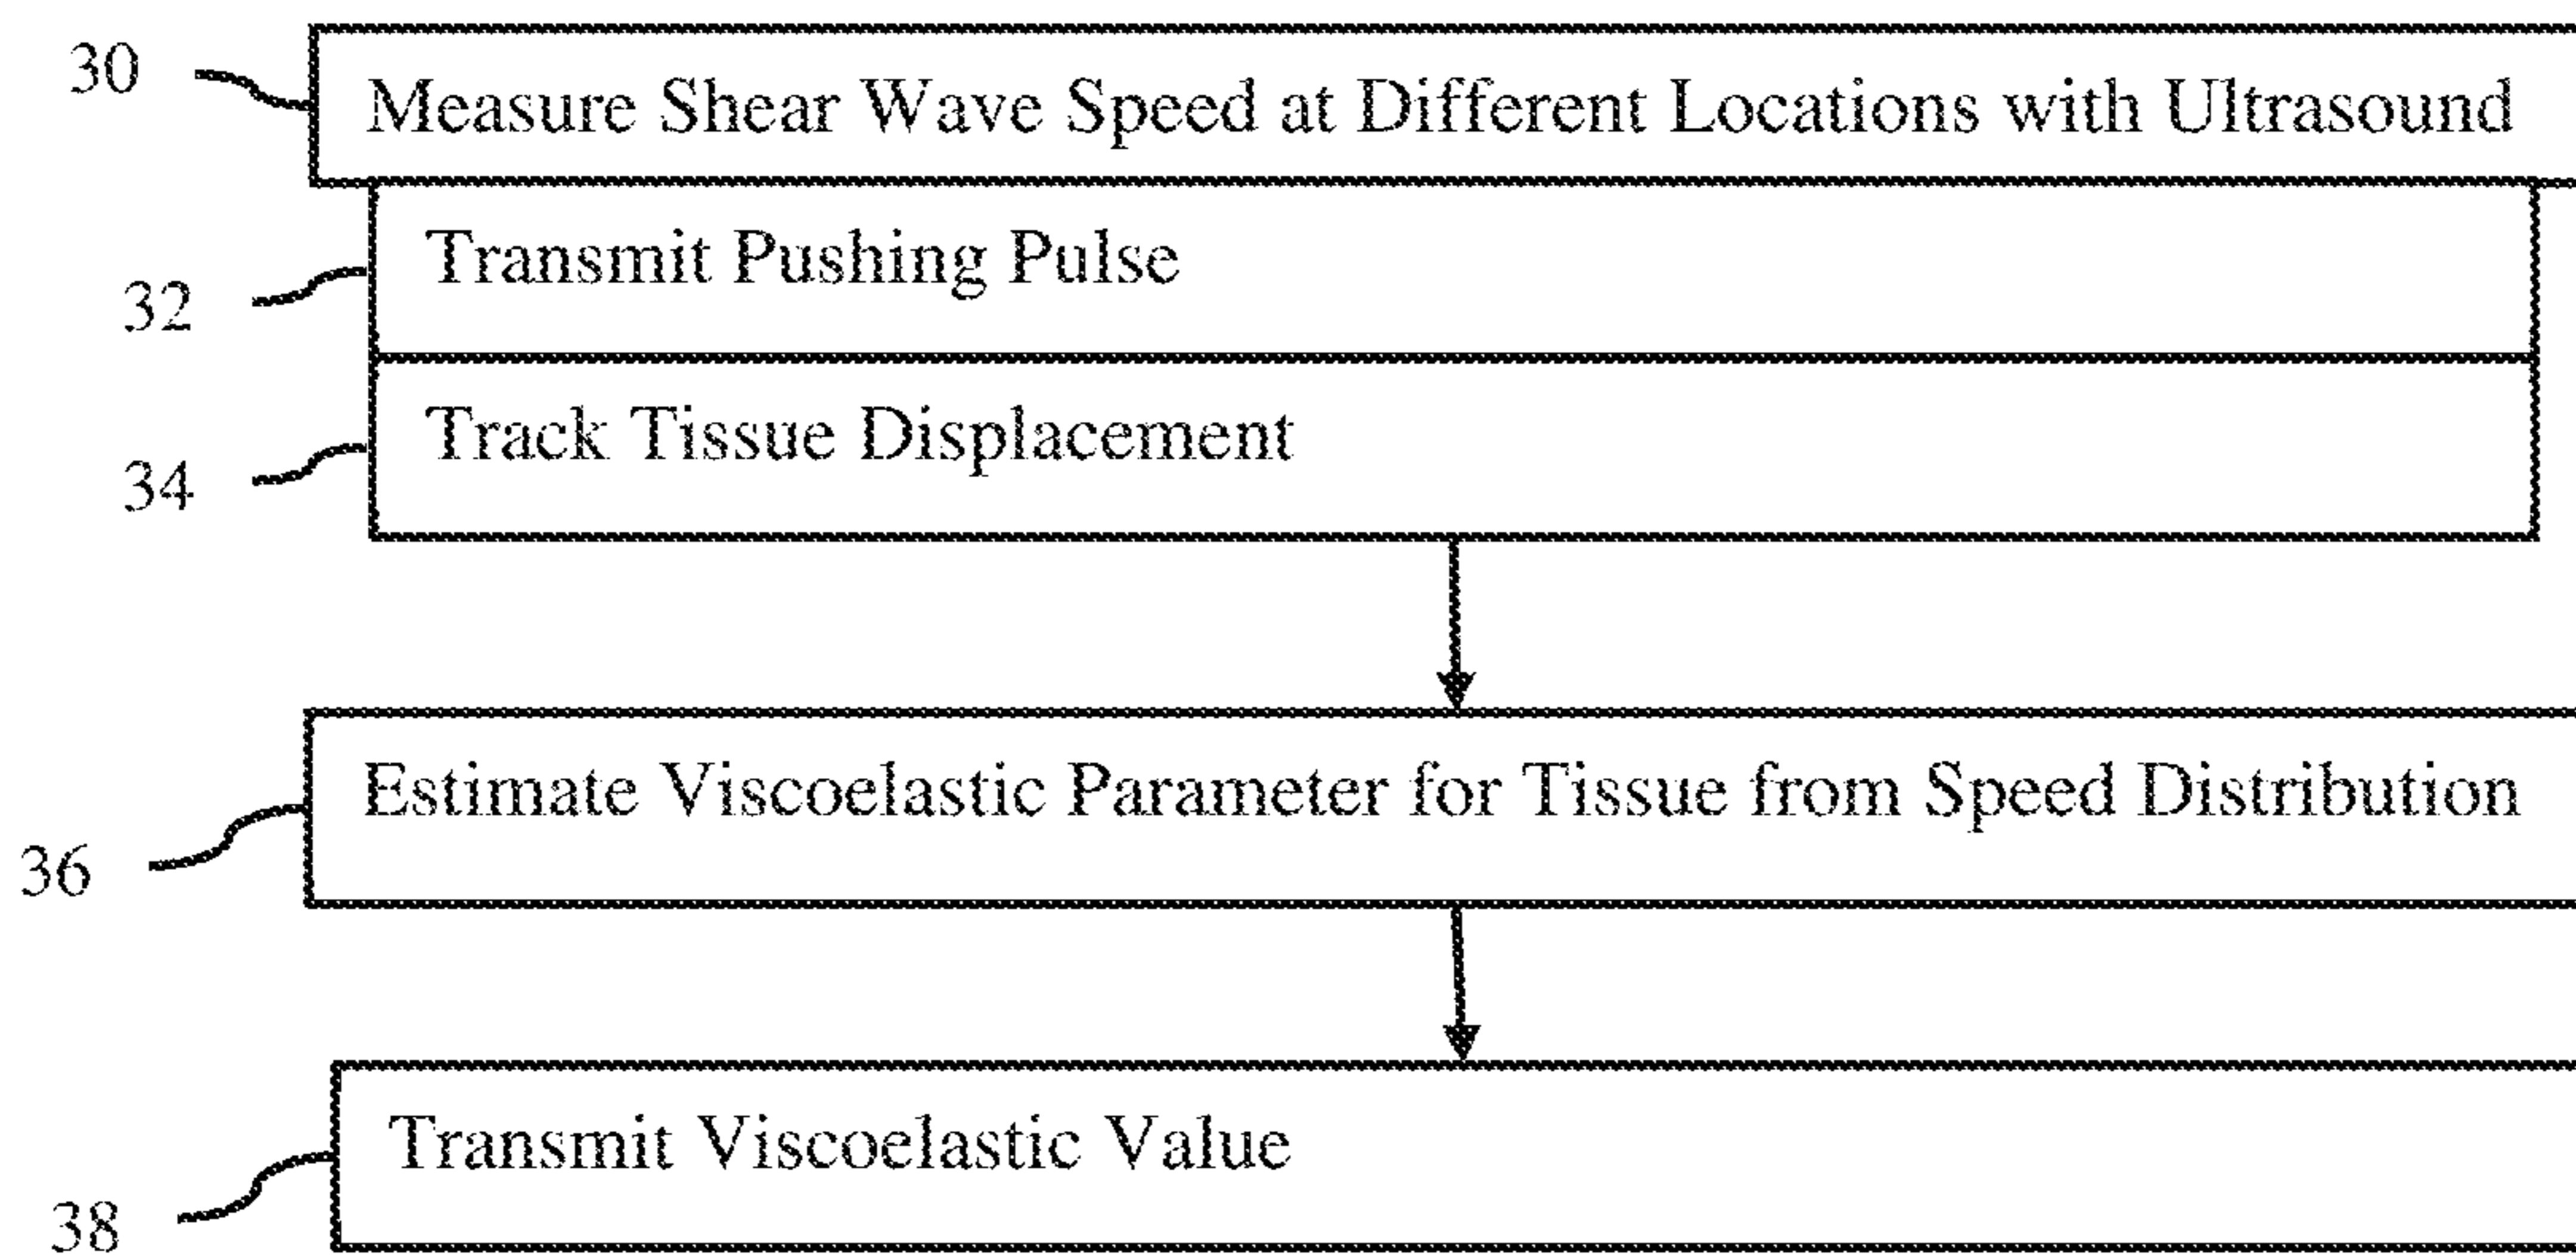 30
Measure Shear Wave Speed at Different Locations with Ultrasound
32
Transmit Pushing Pulse
34
Track Tissue Displacement
36
Estimate Viscoelastic Parameter for Tissue from Speed Distribution
38
Transmit Viscoelastic Value